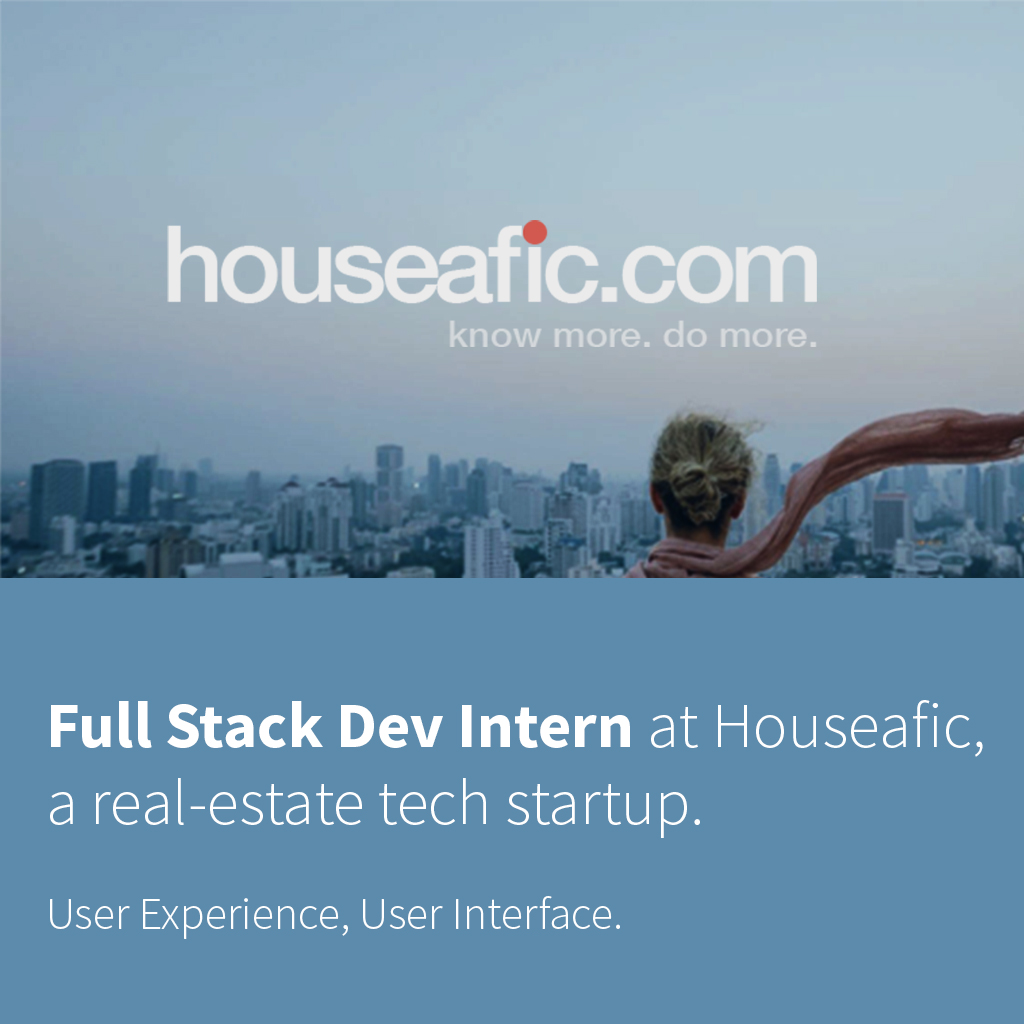 houseafic.com
know more. do more.
Full Stack Dev Intern at Houseafic,
a real-estate tech startup.
User Experience, User Interface.